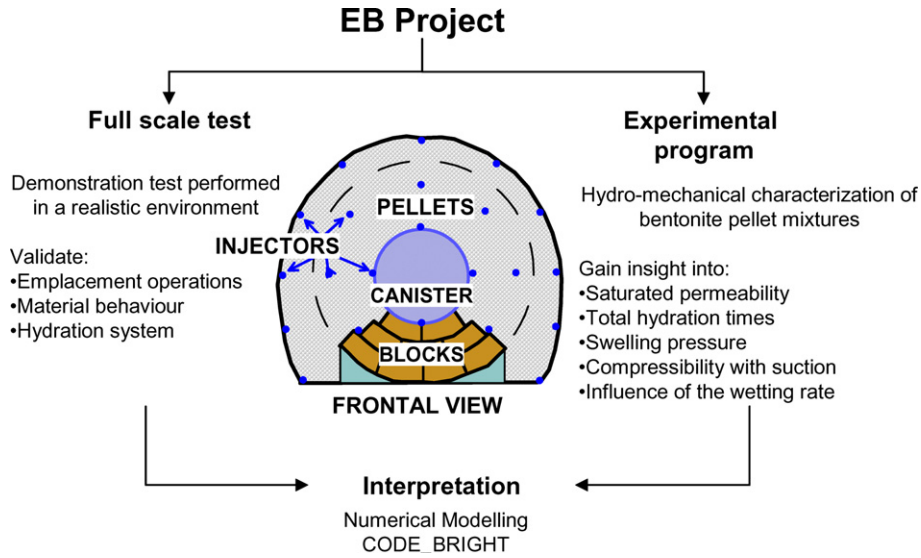 EB Project
Full scale test
Demonstration test performed
in a realistic environment
Validate:
•Emplacement operations
•Material behaviour
•Hydration system
PELLETS
INJECTORS
CANISTER
BLOCKS
FRONTAL VIEW
Experimental
program
Hydro-mechanical characterization of
bentonite pellet mixtures
Gain insight into:
•Saturated permeability
•Total hydration times
•Swelling pressure
•Compressibility with suction
•Influence of the wetting rate
Interpretation
Numerical Modelling
CODE_BRIGHT